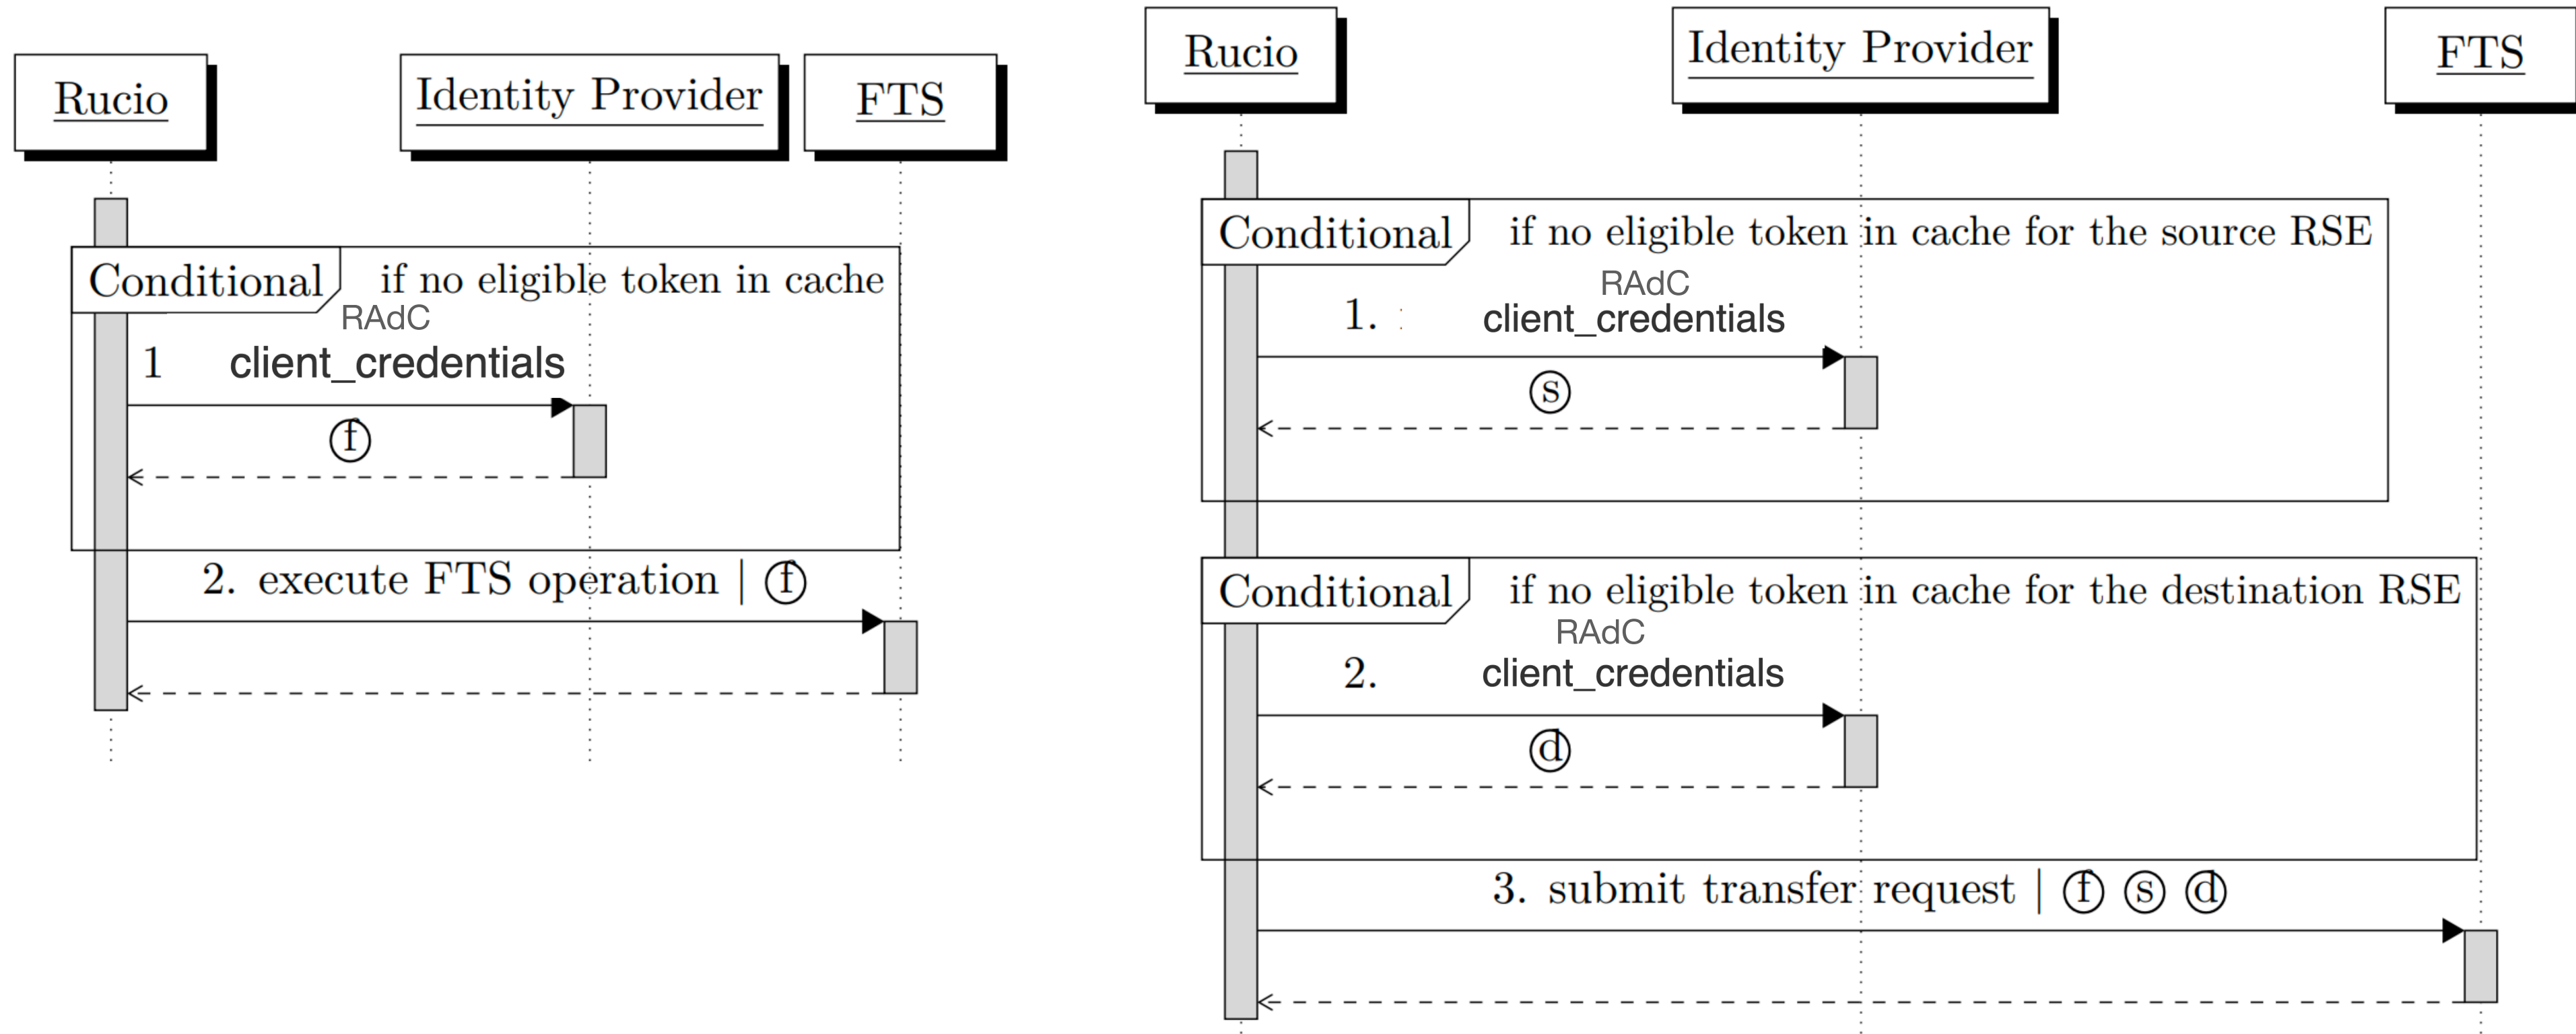 Rucio
Identity Provider
FTS
Conditional if no eligible token in cache
RAdC
1 client_credentials
f
2. execute FTS operation | f
Rucio
Identity Provider
FTS
Conditional if no eligible token in cache for the source RSE
RAdC
1. client_credentials
s
Conditional if no eligible token in cache for the destination RSE
RAdC
2. client_credentials
d
3. submit transfer request | f s d